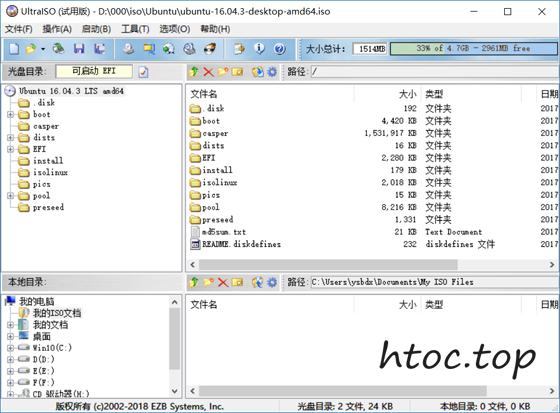 UltraISO (试用版) - D:\000\iso\Ubuntu\ubuntu-16.04.3-desktop-amd64.iso
文件(F) 操作(A) 启动(B) 工具(T) 选项(O) 帮助(H)
大小总计: 1514MB 33% of 4.7GB - 2961MB free
光盘目录: 可启动 EFI 路径: /
Ubuntu 16.04.3 LTS amd64
.disk
boot
casper
dists
EFI
install
isolinux
pics
pool
preseed
文件名 大小 类型 日期
.disk 192 文件夹 2017
boot 4,420 KB 文件夹 2017
casper 1,531,917 KB 文件夹 2017
dists 16 KB 文件夹 2017
EFI 2,280 KB 文件夹 2017
install 179 KB 文件夹 2017
isolinux 2,018 KB 文件夹 2017
pics 15 KB 文件夹 2017
pool 8,216 KB 文件夹 2017
preseed 1,331 文件夹 2017
md5sum.txt 21 KB Text Document 2017
README.diskdefines 232 diskdefines 文件 2017
本地目录: 路径: C:\Users\ysbdx\Documents\My ISO Files
我的电脑
我的ISO文档
我的文档
桌面
Win10(C:)
D(D:)
E(E:)
F(F:)
CD 驱动器(H:)
文件名 大小 类型 日期
htoc.top
版权所有 (c)2002-2018 EZB Systems, Inc. 光盘目录: 2 文件, 24 KB 本地目录: 0 文件, 0 KB